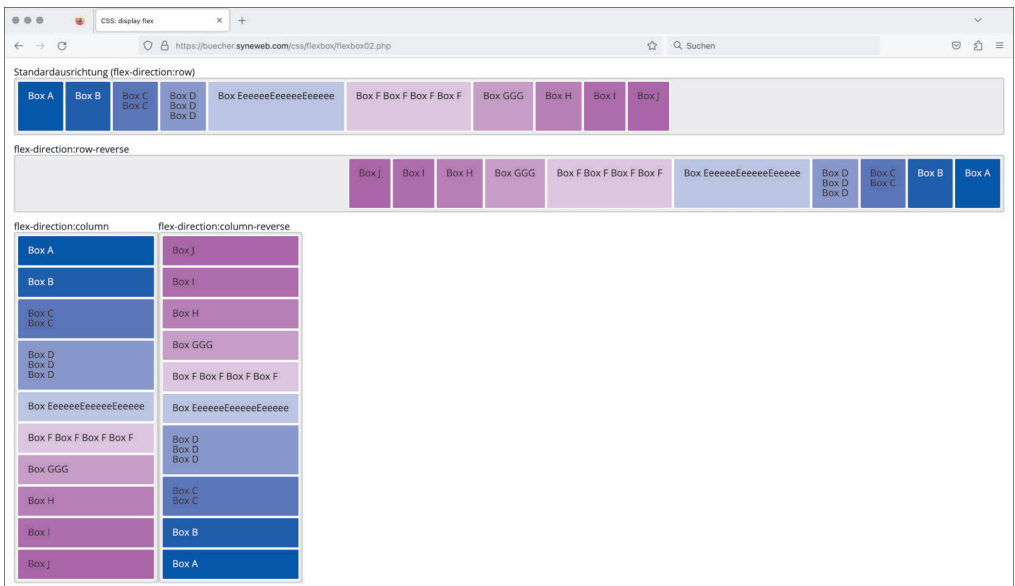 CSS: display flex
https://buecher.syneweb.com/css/flexbox/flexbox02.php
Suchen
Standardausrichtung (flex-direction:row)
Box A
Box B
Box C
Box C
Box D
Box D
Box D
Box EeeeeeEeeeeeEeeeee
Box F Box F Box F Box F
Box GGG
Box H
Box I
Box J
flex-direction:row-reverse
Box J
Box I
Box H
Box GGG
Box F Box F Box F Box F
Box EeeeeeEeeeeeEeeeee
Box D
Box D
Box D
Box C
Box C
Box B
Box A
flex-direction:column
Box A
Box B
Box C
Box C
Box D
Box D
Box D
Box EeeeeeEeeeeeEeeeee
Box F Box F Box F Box F
Box GGG
Box H
Box I
Box J
flex-direction:column-reverse
Box J
Box I
Box H
Box GGG
Box F Box F Box F Box F
Box EeeeeeEeeeeeEeeeee
Box D
Box D
Box D
Box C
Box C
Box B
Box A